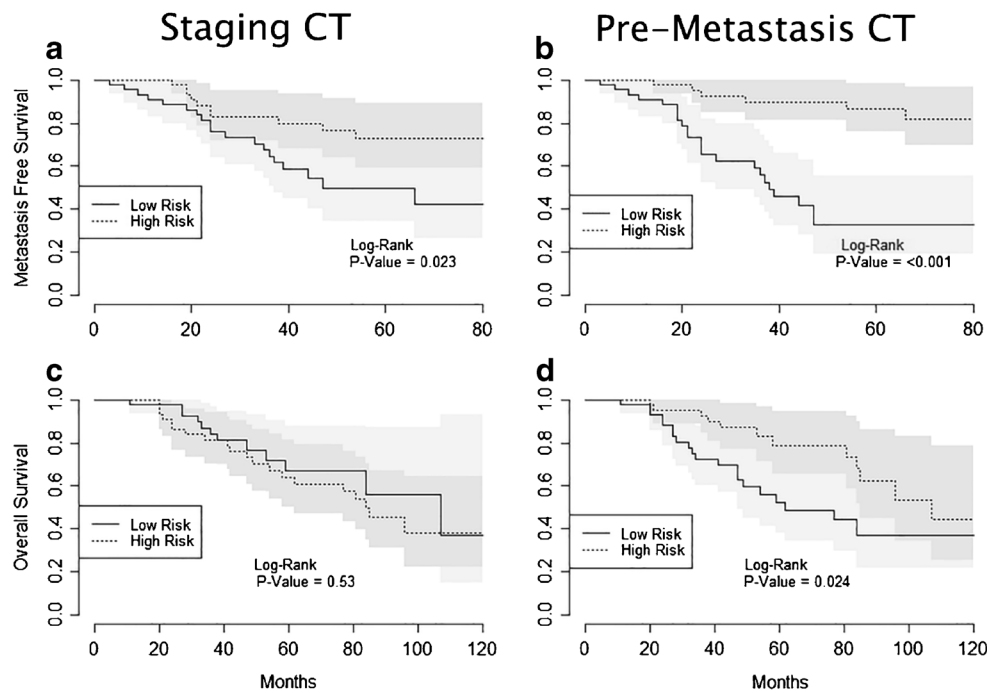 Staging CT
Pre-Metastasis CT
a
b
Metastasis Free Survival
1.0
0.8
0.6
0.4
0.2
0.0
Low Risk
High Risk
Log-Rank
P-Value = 0.023
0 20 40 60 80
1.0
0.8
0.6
0.4
0.2
0.0
Low Risk
High Risk
Log-Rank
P-Value = <0.001
0 20 40 60 80
c
d
Overall Survival
1.0
0.8
0.6
0.4
0.2
0.0
Low Risk
High Risk
Log-Rank
P-Value = 0.53
0 20 40 60 80 100 120
Months
1.0
0.8
0.6
0.4
0.2
0.0
Low Risk
High Risk
Log-Rank
P-Value = 0.024
0 20 40 60 80 100 120
Months